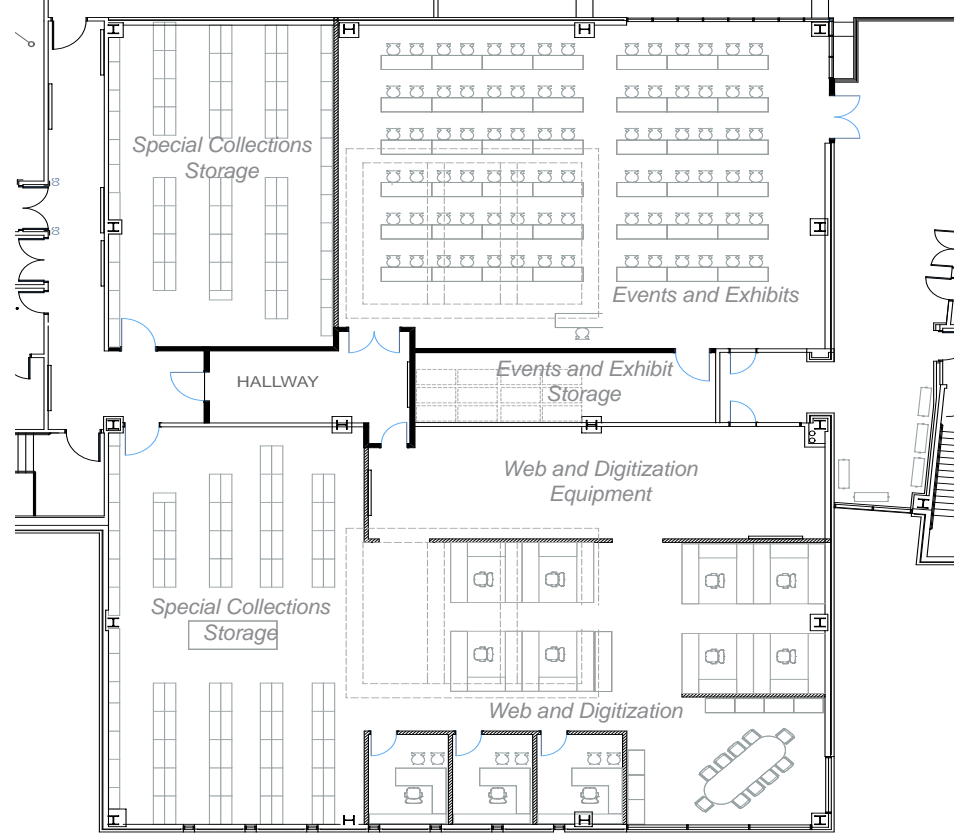 Special Collections
Storage
Events and Exhibits
HALLWAY
Events and Exhibit
Storage
Web and Digitization
Equipment
Special Collections
Storage
Web and Digitization